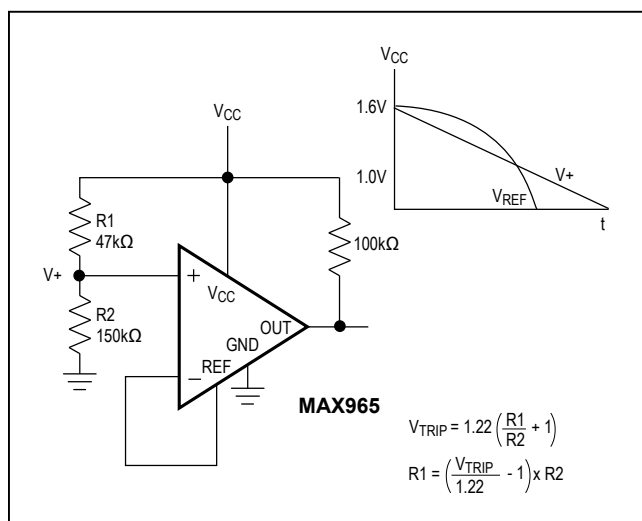 VCC
1.6V
1.0V
V+
VREF
t
VCC
R1
47kΩ
100kΩ
V+
+
VCC
R2
150kΩ
OUT
GND
REF
−
MAX965
VTRIP = 1.22 (R1/R2 + 1)
R1 = (VTRIP/1.22 - 1) x R2